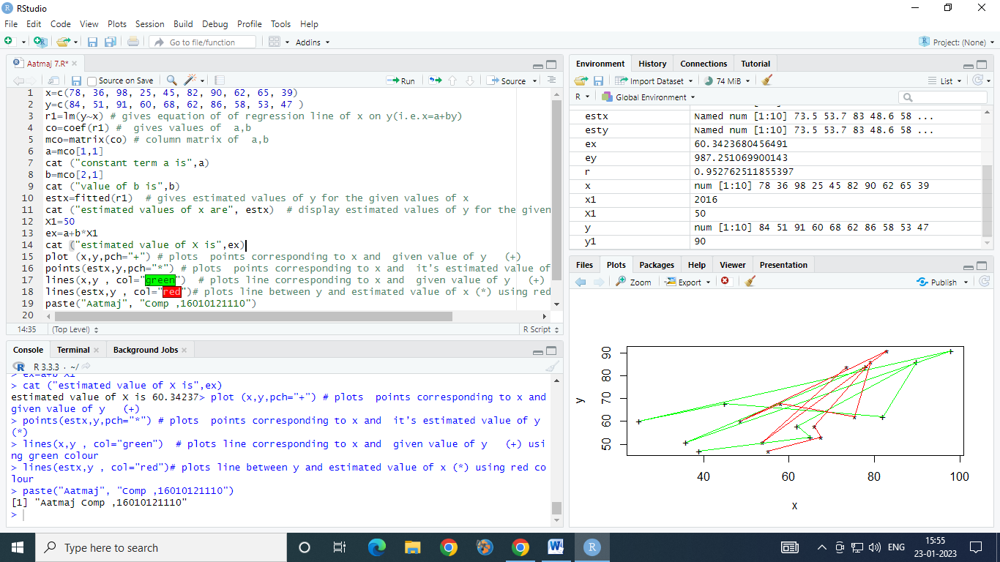 RStudio
File Edit Code View Plots Session Build Debug Profile Tools Help
Go to file/function Addins Project: (None)
Aatmaj 7.R*
Source on Save Run Source
1 x=c(78, 36, 98, 25, 45, 82, 90, 62, 65, 39)
2 y=c(84, 51, 91, 60, 68, 62, 86, 58, 53, 47 )
3 r1=lm(y~x) # gives equation of of regression line of x on y(i.e.x=a+by)
4 co=coef(r1) #  gives values of  a,b
5 mco=matrix(co) # column matrix of  a,b
6 a=mco[1,1]
7 cat ("constant term a is",a)
8 b=mco[2,1]
9 cat ("value of b is",b)
10 estx=fitted(r1)  # gives estimated values of y for the given values of x
11 cat ("estimated values of x are", estx)  # display estimated values of y for the given
12 X1=50
13 ex=a+b*X1
14 cat ("estimated value of X is",ex)
15 plot (x,y,pch="+") # plots  points corresponding to x and  given value of y   (+)
16 points(estx,y,pch="*") # plots  points corresponding to x and  it’s estimated value of
17 lines(x,y , col="green")  # plots line corresponding to x and  given value of y   (+)
18 lines(estx,y , col="red")# plots line between y and estimated value of x (*) using red
19 paste("Aatmaj", "Comp ,16010121110")
20
14:35 (Top Level) R Script
Console Terminal Background Jobs
R 3.3.3 · ~/
> ex=a+b*X1
> cat ("estimated value of X is",ex)
estimated value of X is 60.34237> plot (x,y,pch="+") # plots  points corresponding to x and
given value of y   (+)
> points(estx,y,pch="*") # plots  points corresponding to x and  it’s estimated value of y
(*)
> lines(x,y , col="green")  # plots line corresponding to x and  given value of y   (+) usi
ng green colour
> lines(estx,y , col="red")# plots line between y and estimated value of x (*) using red co
lour
> paste("Aatmaj", "Comp ,16010121110")
[1] "Aatmaj Comp ,16010121110"
>
Environment History Connections Tutorial
Import Dataset 74 MiB List
R Global Environment
estx Named num [1:10] 73.5 53.7 83 48.6 58 ...
esty Named num [1:10] 73.5 53.7 83 48.6 58 ...
ex 60.3423680456491
ey 987.251069900143
r 0.952762511855397
x num [1:10] 78 36 98 25 45 82 90 62 65 39
x1 2016
X1 50
y num [1:10] 84 51 91 60 68 62 86 58 53 47
y1 90
Files Plots Packages Help Viewer Presentation
Zoom Export Publish
90
80
70
60
50
y
40 60 80 100
x
Type here to search
ENG
15:55
23-01-2023